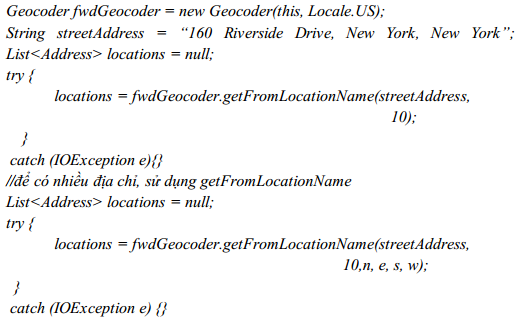 Geocoder fwdGeocoder = new Geocoder(this, Locale.US);
String streetAddress = “160 Riverside Drive, New York, New York”;
List<Address> locations = null;
try {
locations = fwdGeocoder.getFromLocationName(streetAddress,
10);
}
catch (IOException e){}
//để có nhiều địa chỉ, sử dụng getFromLocationName
List<Address> locations = null;
try {
locations = fwdGeocoder.getFromLocationName(streetAddress,
10,n, e, s, w);
}
catch (IOException e) {}